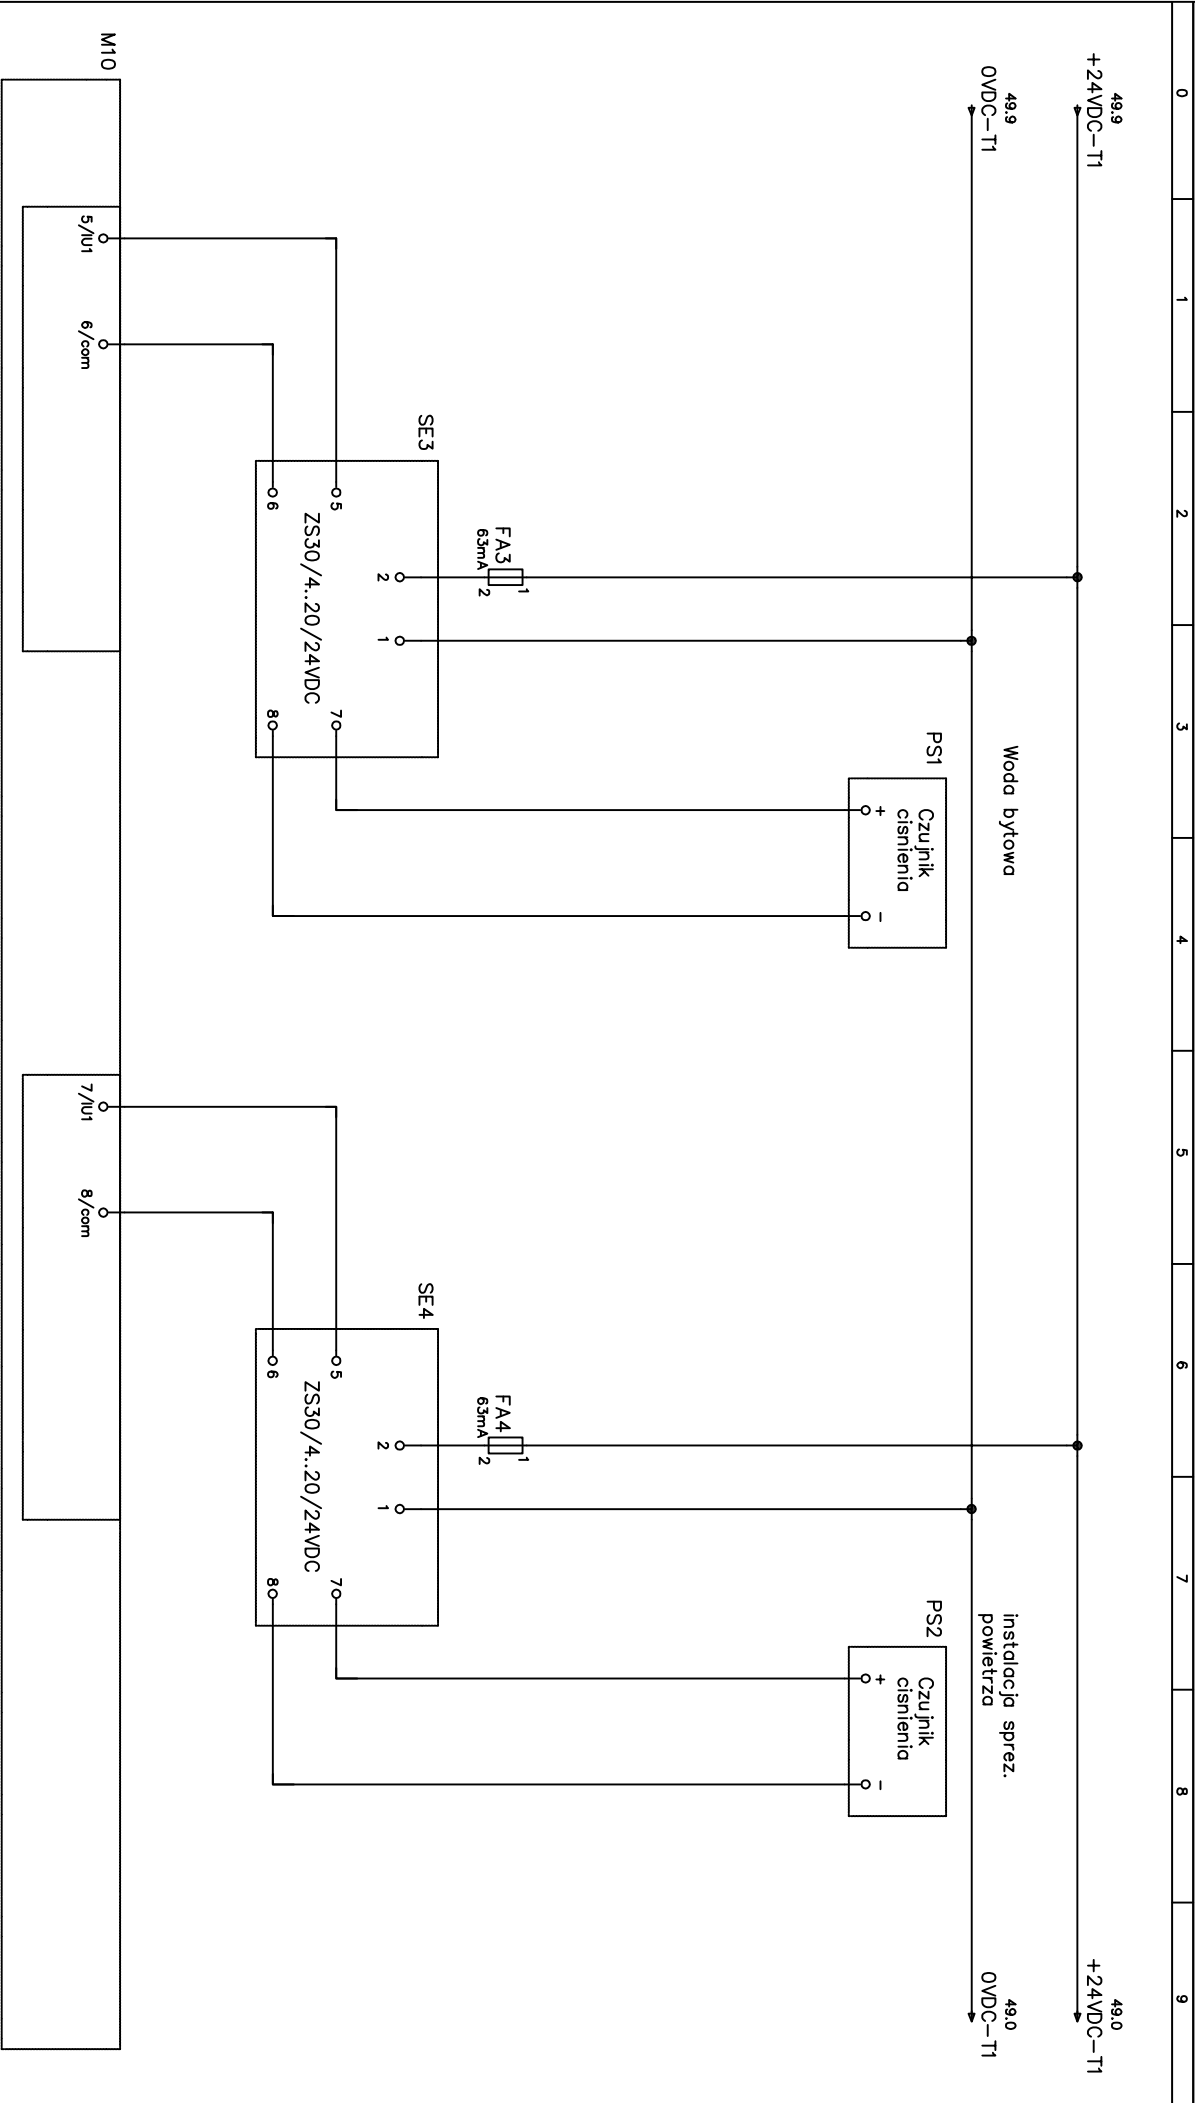 0 1 2 3 4 5 6 7 8 9
49.9
+24VDC-T1
49.0
+24VDC-T1
49.9
0VDC-T1
49.0
0VDC-T1
Woda bytowa
instalacja sprez.
powietrza
PS1
Czujnik
cisnienia
+ -
PS2
Czujnik
cisnienia
+ -
FA3
63mA
1
2
FA4
63mA
1
2
SE3
2 1
5 7
ZS30/4..20/24VDC
6 8
SE4
2 1
5 7
ZS30/4..20/24VDC
6 8
M10
5/IU1 6/com
7/IU1 8/com